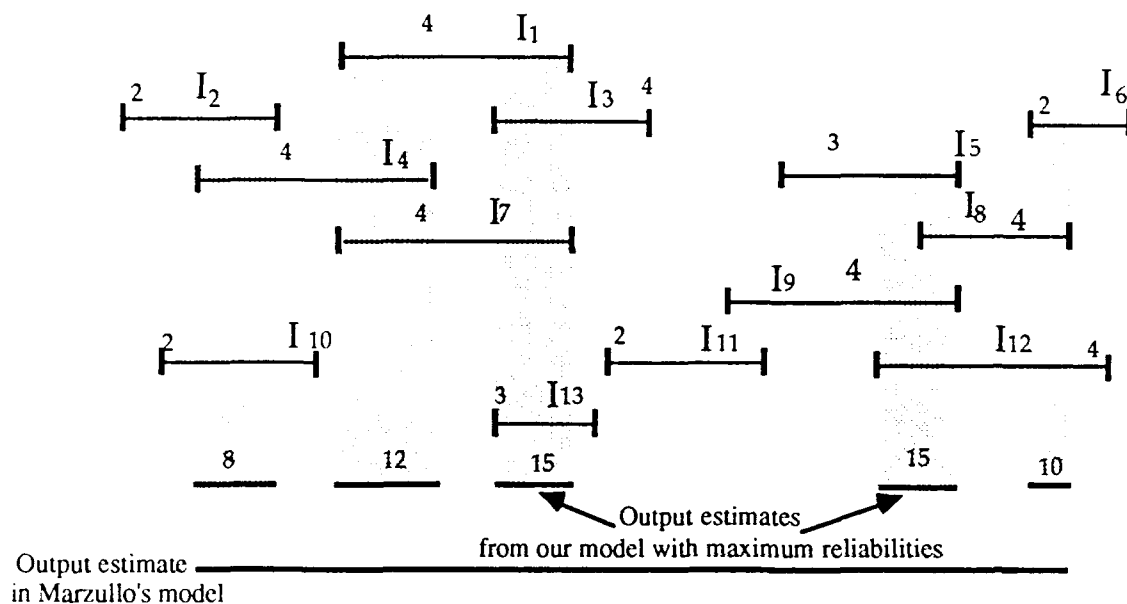 4 I1
2 I2
I3 4
2 I6
4 I4
3 I5
4 I7
I8 4
I9 4
2 I10
2 I11
I12 4
3 I13
8 12 15 15 10
Output estimates
from our model with maximum reliabilities
Output estimate
in Marzullo's model